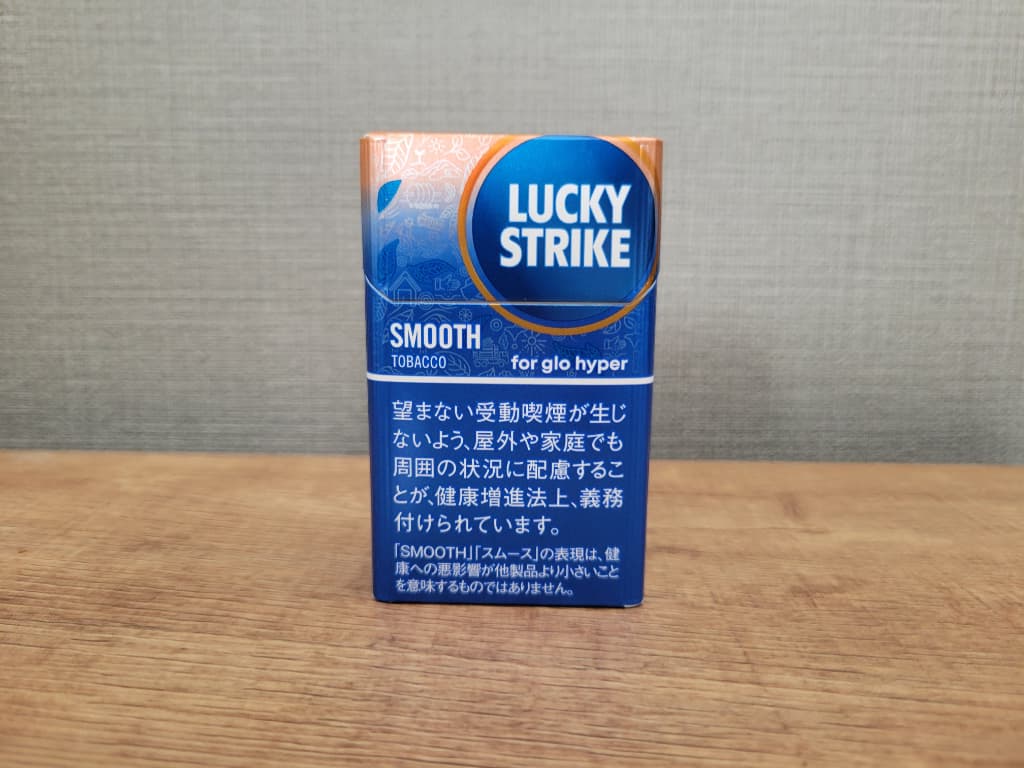 LUCKY
STRIKE
SMOOTH
TOBACCO
for glo hyper
望まない受動喫煙が生じ
ないよう、屋外や家庭でも
周囲の状況に配慮するこ
とが、健康増進法上、義務
付けられています。
「SMOOTH」「スムース」の表現は、健
康への悪影響が他製品より小さいこと
を意味するものではありません。